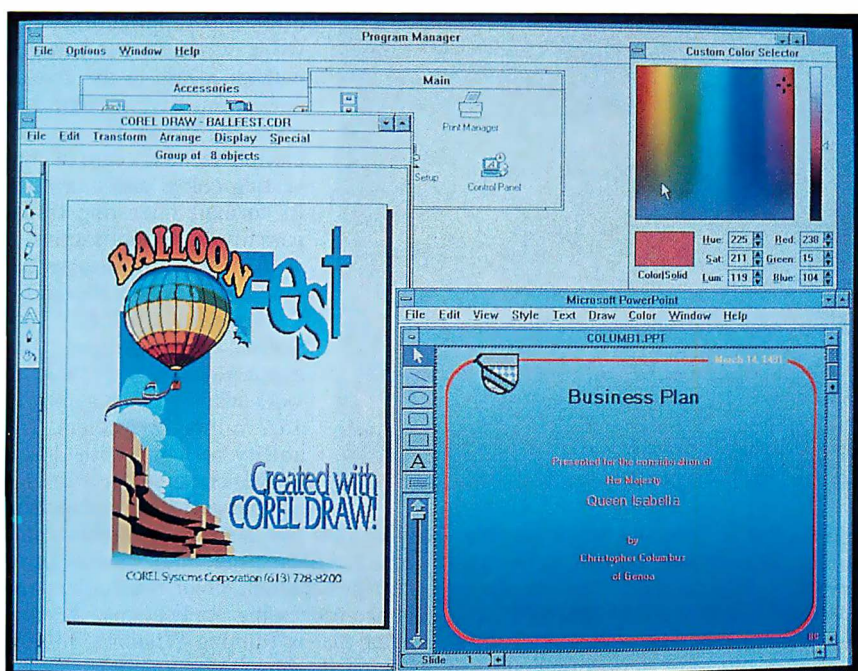 Program Manager
File Options Window Help
Accessories
Main
Print Manager
Setup
Control Panel
Custom Color Selector
Hue: 225 Red: 238
Sat: 211 Green: 15
Color|Solid Lum: 119 Blue: 104
COREL DRAW - BALLFEST.CDR
File Edit Transform Arrange Display Special
Group of 8 objects
BALLOON
Fest
Created with
COREL DRAW!
COREL Systems Corporation (613) 728-8200
Microsoft PowerPoint
File Edit View Style Text Draw Color Window Help
COLUMB1.PPT
March 14, 1491
Business Plan
Presented for the consideration of
Her Majesty
Queen Isabella
by
Christopher Columbus
of Genoa
A
A
Slide 1